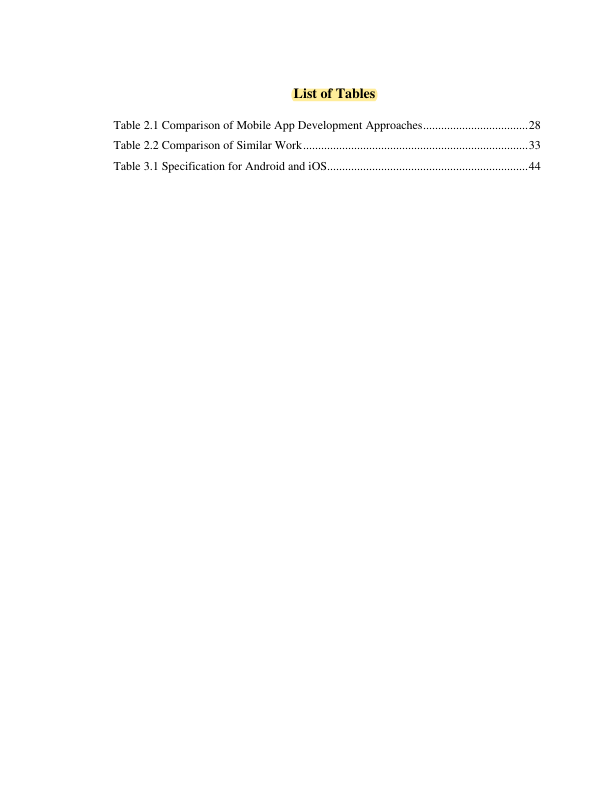 List of Tables
Table 2.1 Comparison of Mobile App Development Approaches...................................28
Table 2.2 Comparison of Similar Work...........................................................................33
Table 3.1 Specification for Android and iOS...................................................................44